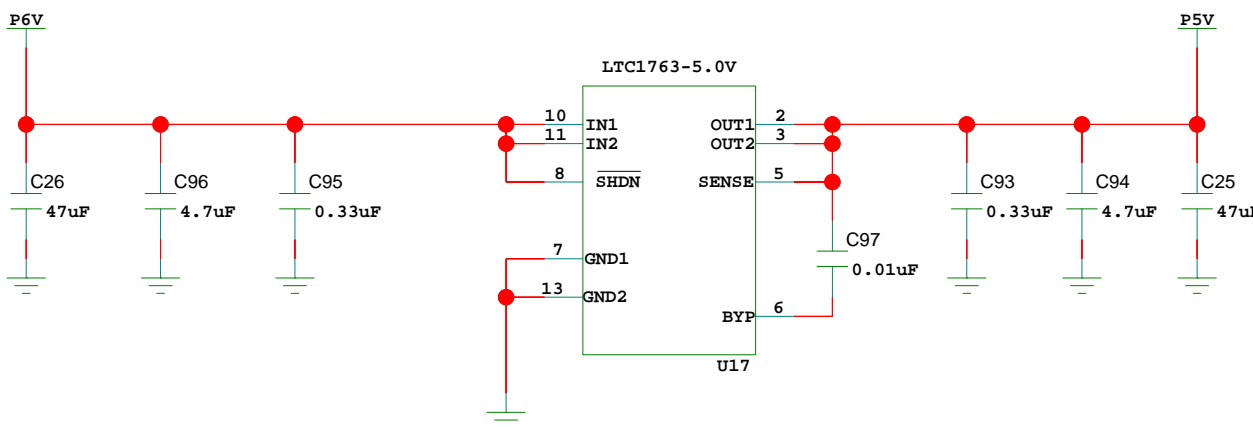 P6V
P5V
LTC1763-5.0V
10 IN1 OUT1 2
11 IN2 OUT2 3
8 SHDN SENSE 5
C26 C96 C95 C93 C94 C25
47uF 4.7uF 0.33uF 0.33uF 4.7uF 47uF
C97
7 GND1
0.01uF
13 GND2
BYP 6
U17